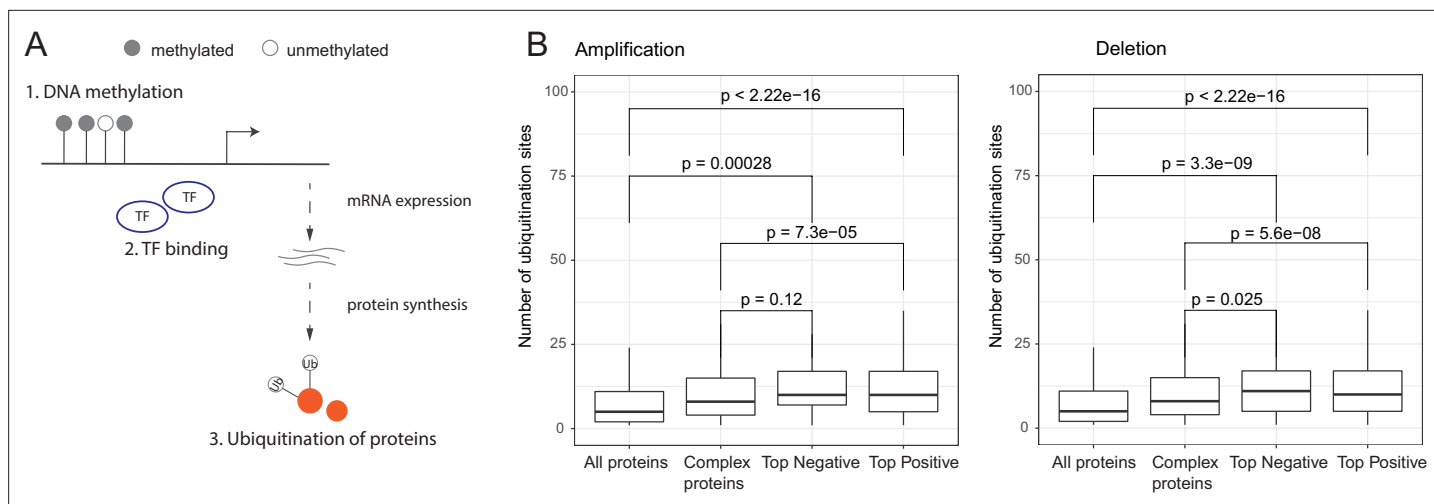 A
methylated
unmethylated
1. DNA methylation
TF
TF
2. TF binding
mRNA expression
protein synthesis
Ub
Ub
3. Ubiquitination of proteins
B
Amplification
Number of ubiquitination sites
100
75
50
25
0
p < 2.22e−16
p = 0.00028
p = 7.3e−05
p = 0.12
All proteins
Complex
proteins
Top Negative
Top Positive
Deletion
Number of ubiquitination sites
100
75
50
25
0
p < 2.22e−16
p = 3.3e−09
p = 5.6e−08
p = 0.025
All proteins
Complex
proteins
Top Negative
Top Positive